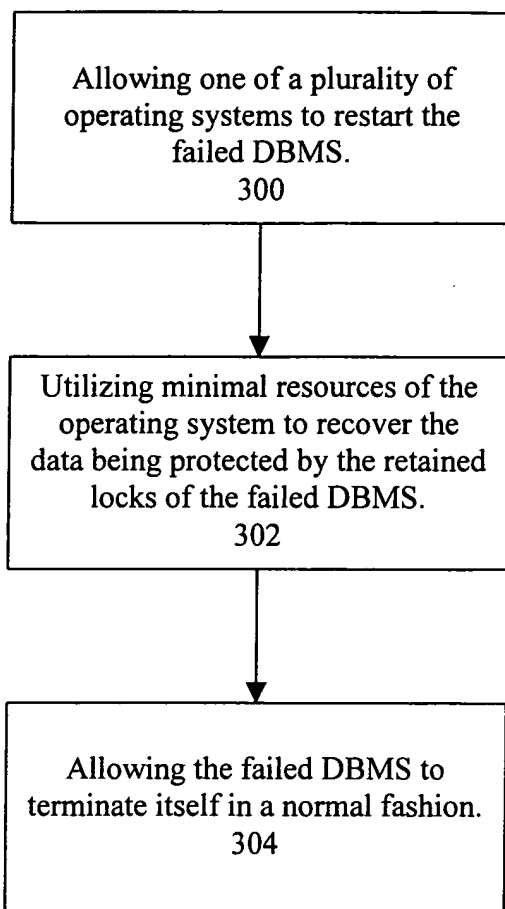 Allowing one of a plurality of
operating systems to restart the
failed DBMS.
300
Utilizing minimal resources of the
operating system to recover the
data being protected by the retained
locks of the failed DBMS.
302
Allowing the failed DBMS to
terminate itself in a normal fashion.
304